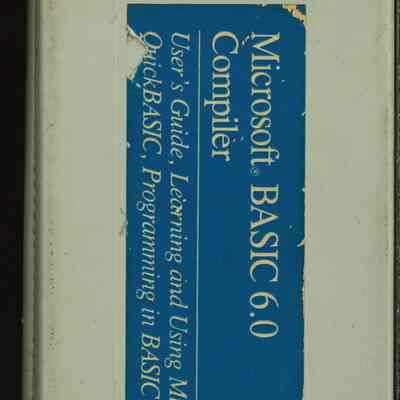 Microsoft® BASIC 6.0
Compiler
User's Guide, Learning and Using
QuickBASIC, Programming in BASIC